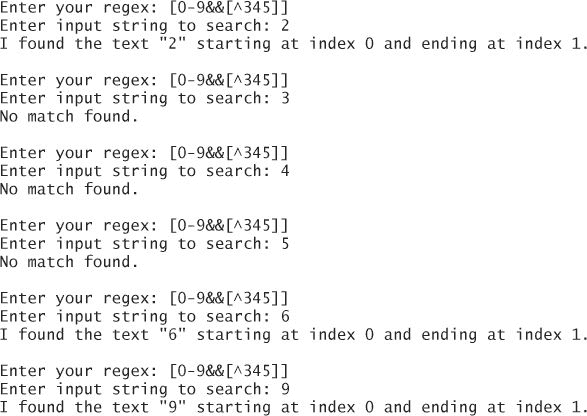 Enter your regex: [0-9&&[^345]]
Enter input string to search: 2
I found the text "2" starting at index 0 and ending at index 1.
Enter your regex: [0-9&&[^345]]
Enter input string to search: 3
No match found.
Enter your regex: [0-9&&[^345]]
Enter input string to search: 4
No match found.
Enter your regex: [0-9&&[^345]]
Enter input string to search: 5
No match found.
Enter your regex: [0-9&&[^345]]
Enter input string to search: 6
I found the text "6" starting at index 0 and ending at index 1.
Enter your regex: [0-9&&[^345]]
Enter input string to search: 9
I found the text "9" starting at index 0 and ending at index 1.